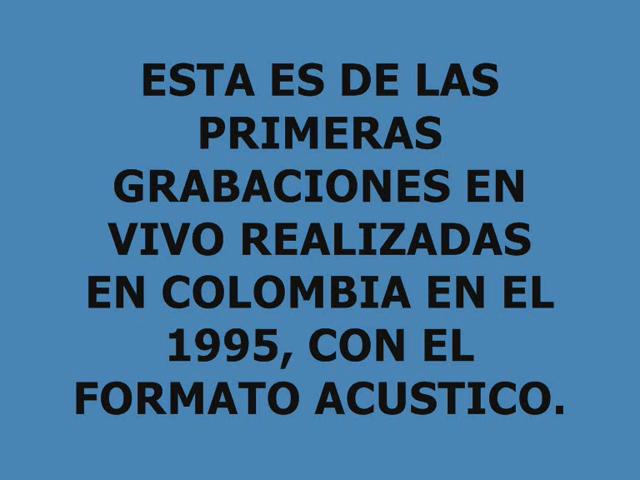 ESTA ES DE LAS
PRIMERAS
GRABACIONES EN
VIVO REALIZADAS
EN COLOMBIA EN EL
1995, CON EL
FORMATO ACUSTICO.